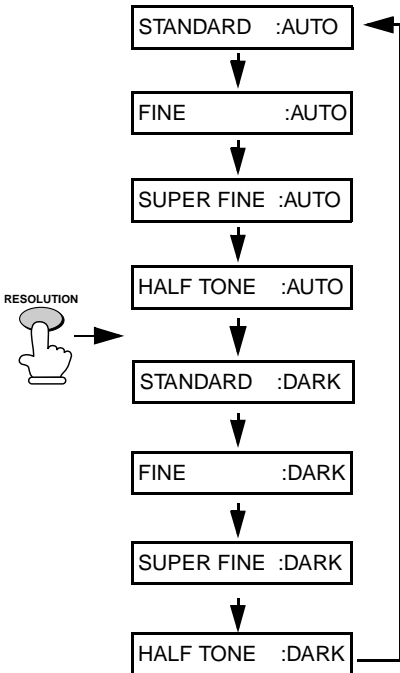 STANDARD :AUTO
FINE :AUTO
SUPER FINE :AUTO
HALF TONE :AUTO
RESOLUTION
STANDARD :DARK
FINE :DARK
SUPER FINE :DARK
HALF TONE :DARK